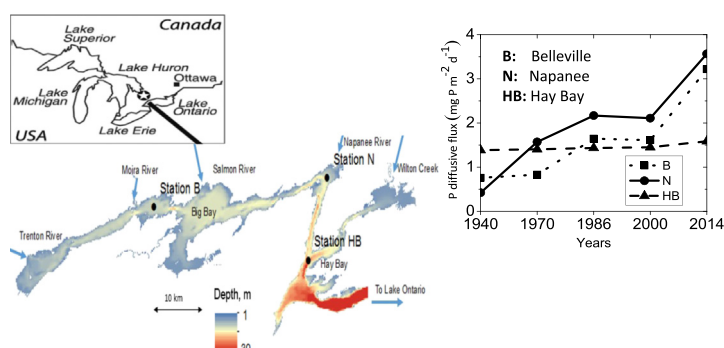 Canada
Lake
Superior
Lake Huron
Ottawa
Lake
Michigan
Lake
Ontario
Lake Erie
USA
Napanee River
Station N
Wilton Creek
Salmon River
Moira River
Station B
Big Bay
Trenton River
Station HB
Hay Bay
To Lake Ontario
10 km
Depth, m
1
30
P diffusive flux (mg P m⁻² d⁻¹)
4
3
2
1
0
B: Belleville
N: Napanee
HB: Hay Bay
B
N
HB
1940 1970 1986 2000 2014
Years